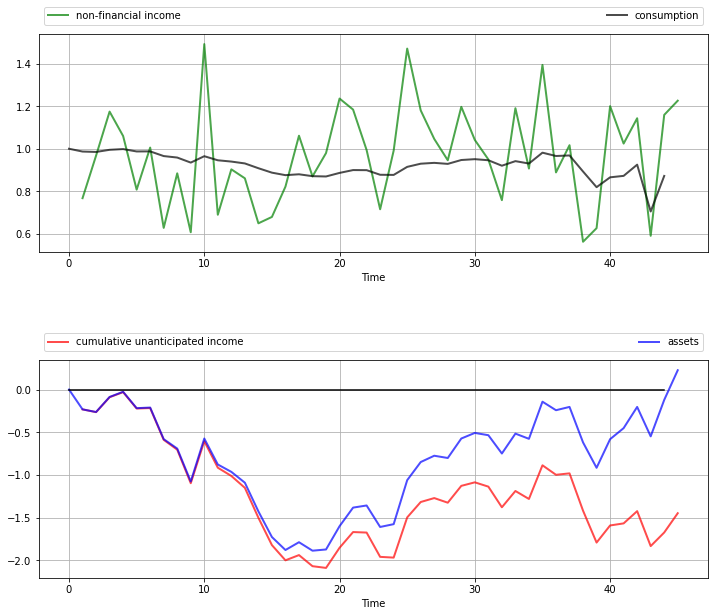 non-financial income consumption
1.4
1.2
1.0
0.8
0.6
0 10 20 30 40
Time
cumulative unanticipated income assets
0.0
−0.5
−1.0
−1.5
−2.0
0 10 20 30 40
Time